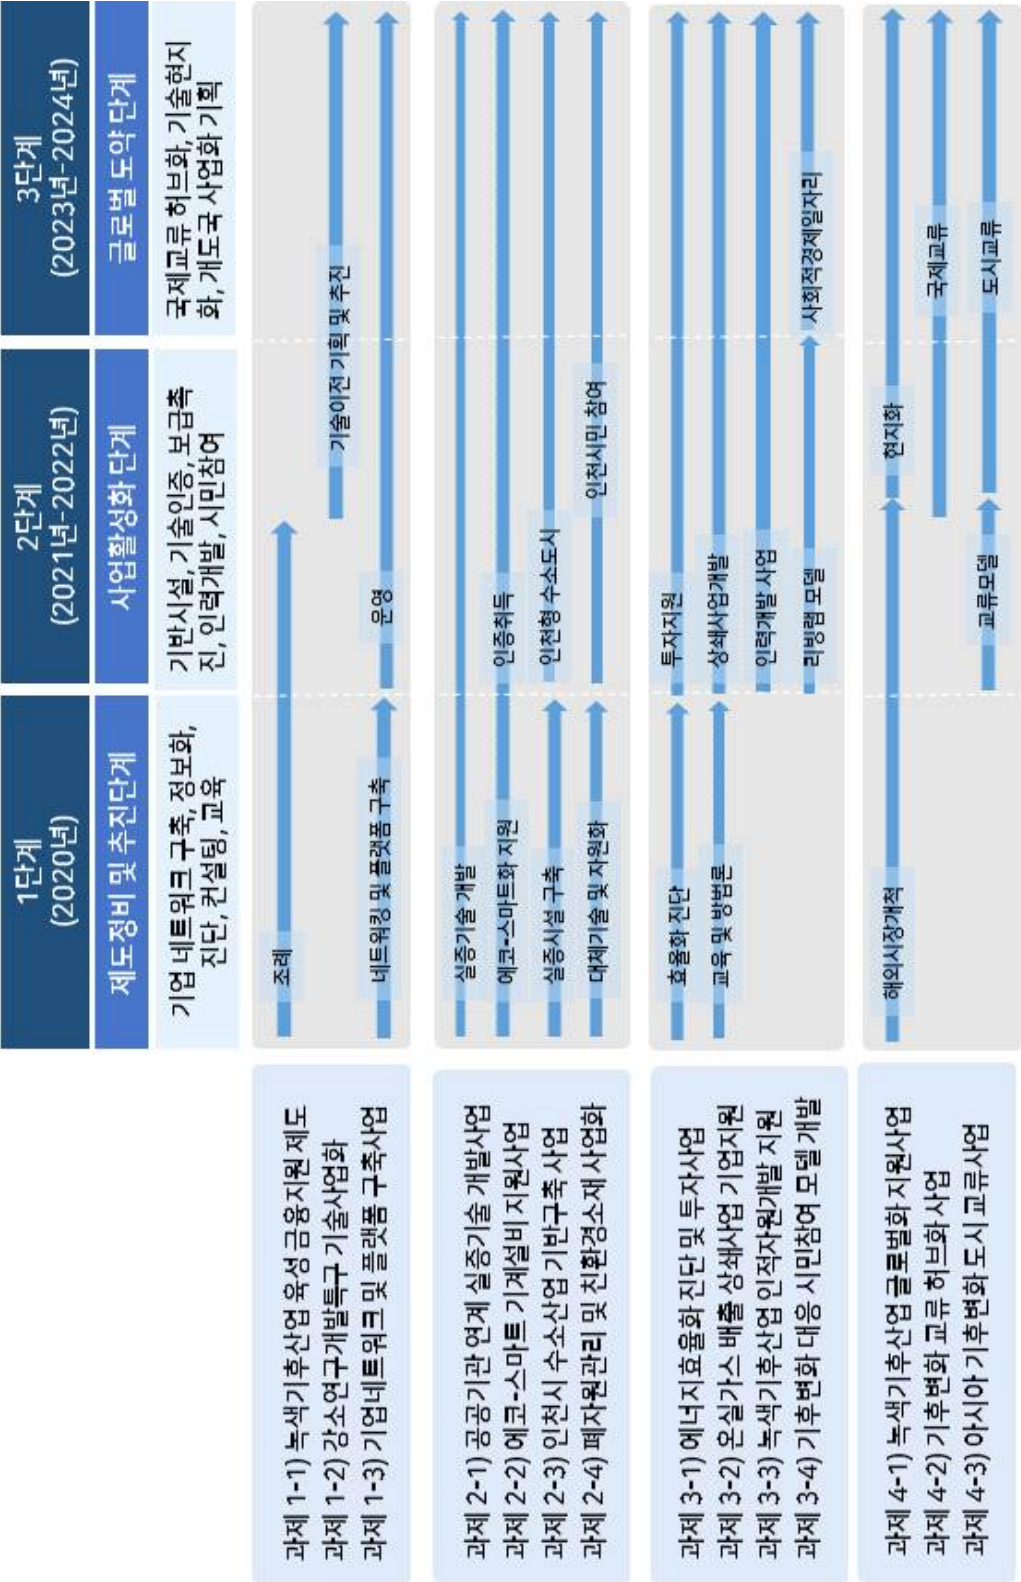 1단계
(2020년)
2단계
(2021년-2022년)
3단계
(2023년-2024년)
제도정비 및 추진단계
사업활성화 단계
글로벌 도약 단계
기업 네트워크 구축, 정보화,
진단, 컨설팅, 교육
기반시설, 기술인증, 보급촉
진, 인력개발, 시민참여
국제교류 허브화, 기술현지
화, 개도국 사업화 기획
과제 1-1) 녹색기후산업 육성 금융지원 제도
과제 1-2) 강소연구개발특구 기술사업화
과제 1-3) 기업네트워크 및 플랫폼 구축사업
조례
기술이전 기획 및 추진
네트워킹 및 플랫폼 구축
운영
과제 2-1) 공공기관 연계 실증기술 개발사업
과제 2-2) 에코-스마트 기계설비 지원사업
과제 2-3) 인천시 수소산업 기반구축 사업
과제 2-4) 폐자원관리 및 친환경소재 사업화
실증기술 개발
에코-스마트화 지원
인증취득
실증시설 구축
인천형 수소도시
대체기술 및 자원화
인천시민 참여
과제 3-1) 에너지효율화 진단 및 투자사업
과제 3-2) 온실가스 배출 상쇄사업 기업지원
과제 3-3) 녹색기후산업 인적자원개발 지원
과제 3-4) 기후변화 대응 시민참여 모델 개발
효율화 진단
투자지원
교육 및 방법론
상쇄사업개발
인력개발 사업
리빙랩 모델
사회적경제일자리
과제 4-1) 녹색기후산업 글로벌화 지원사업
과제 4-2) 기후변화 교류 허브화 사업
과제 4-3) 아시아 기후변화 도시 교류사업
해외시장개척
현지화
국제교류
교류모델
도시교류